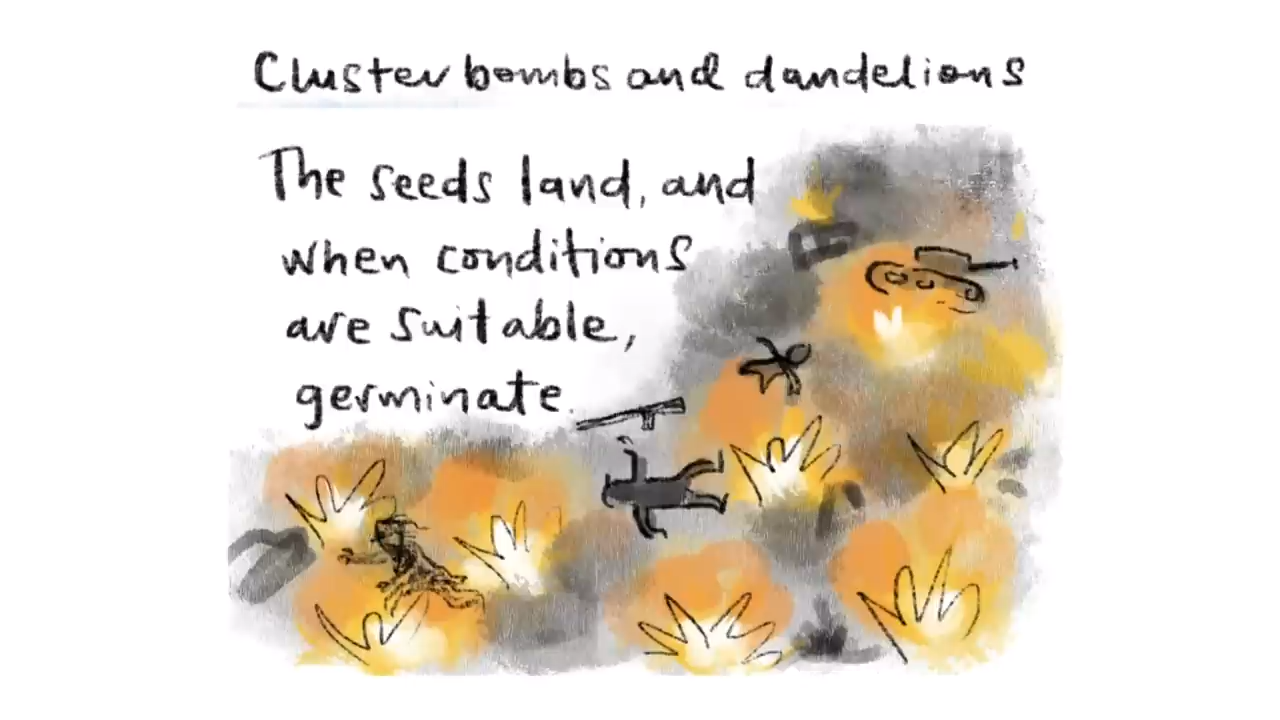 Cluster bombs and dandelions
The seeds land, and
when conditions
are suitable,
germinate.